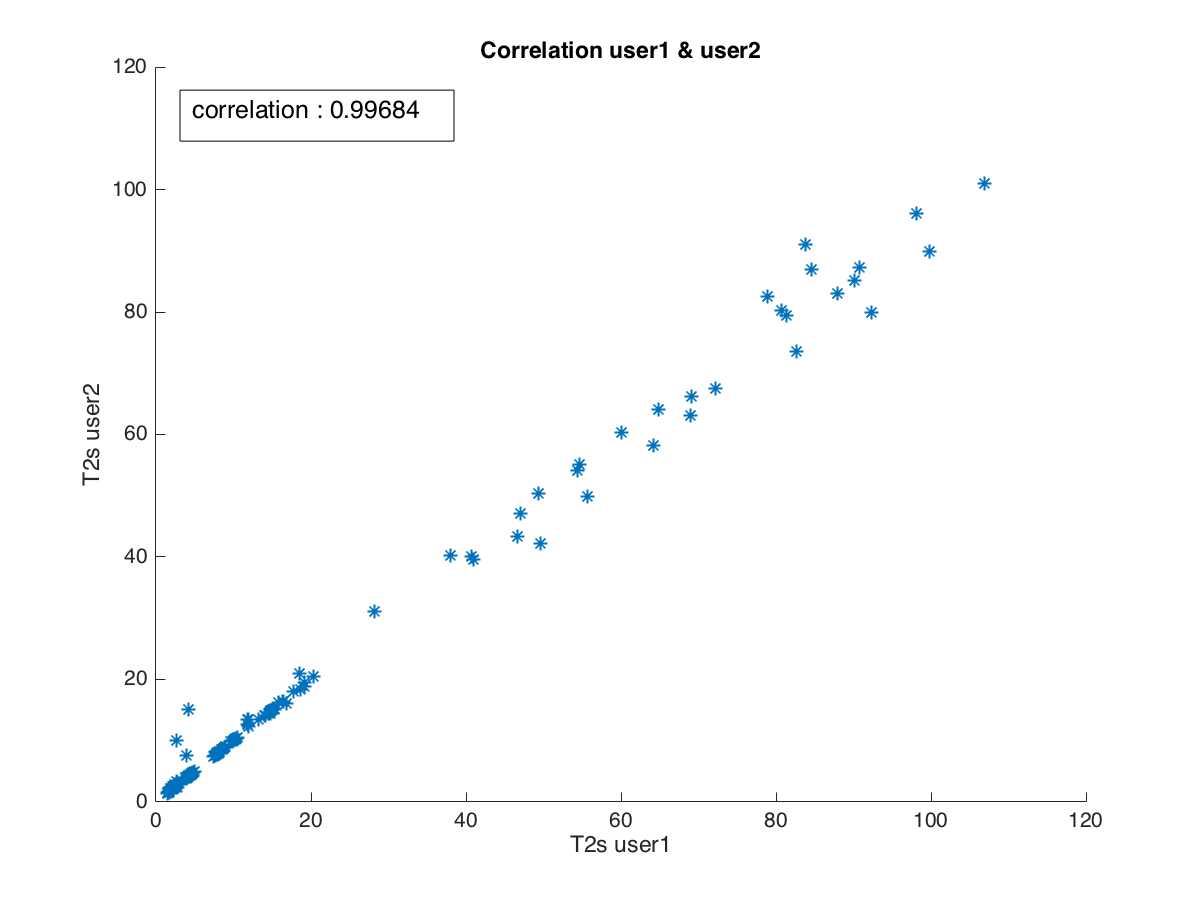 Correlation user1 & user2
correlation : 0.99684
120
100
80
60
40
20
0
T2s user2
0 20 40 60 80 100 120
T2s user1